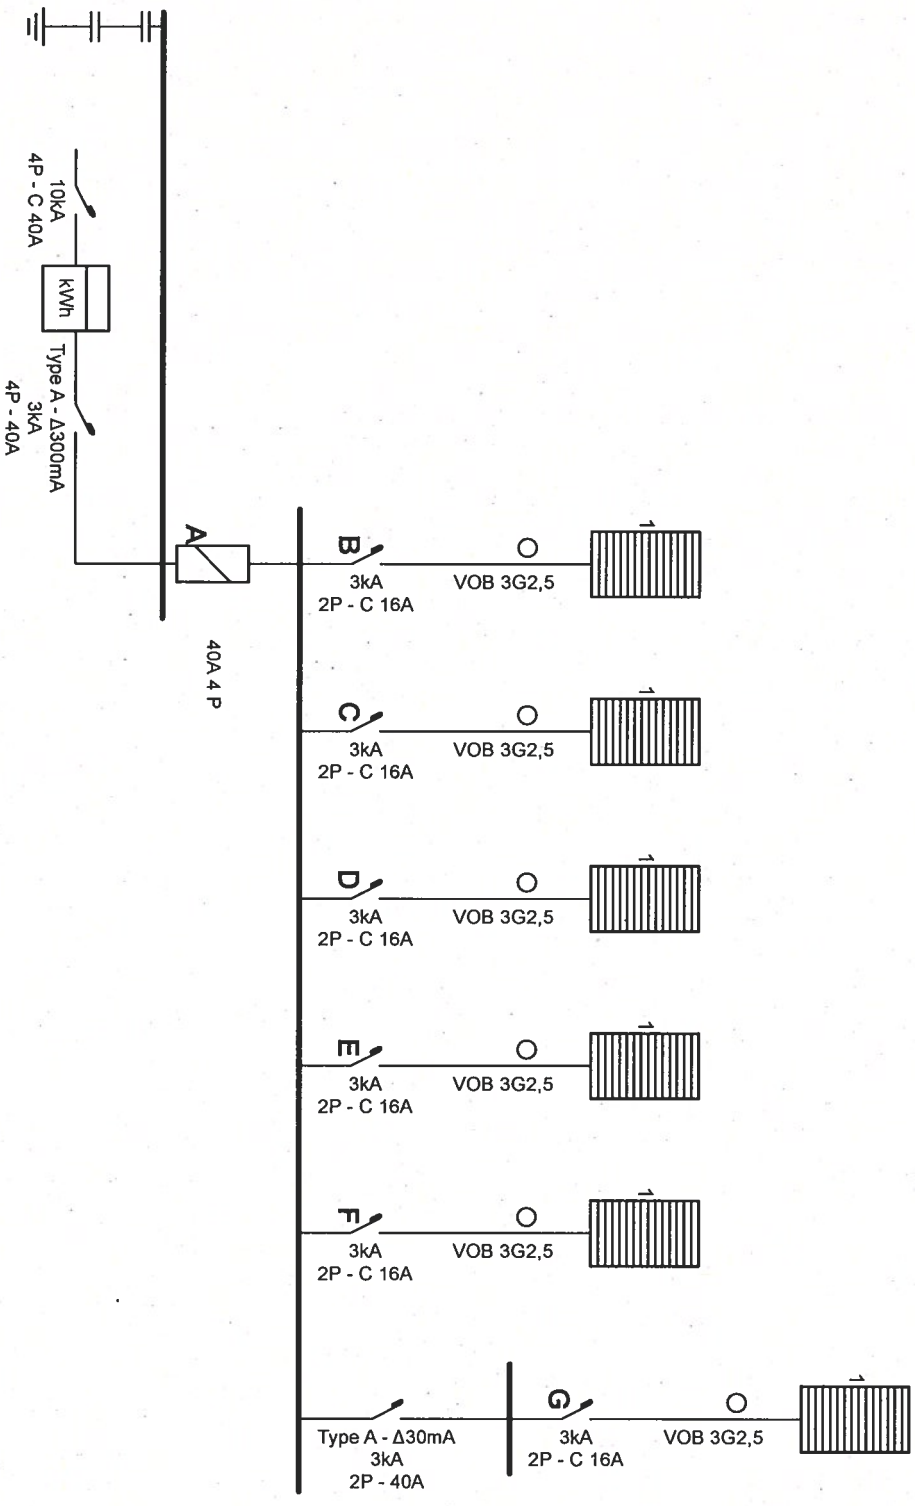 10kA
4P - C 40A
kWh
Type A - Δ300mA
3kA
4P - 40A
A
40A 4 P
B
3kA
2P - C 16A
VOB 3G2,5
1
C
3kA
2P - C 16A
VOB 3G2,5
1
D
3kA
2P - C 16A
VOB 3G2,5
1
E
3kA
2P - C 16A
VOB 3G2,5
1
F
3kA
2P - C 16A
VOB 3G2,5
1
Type A - Δ30mA
3kA
2P - 40A
G
3kA
2P - C 16A
VOB 3G2,5
1